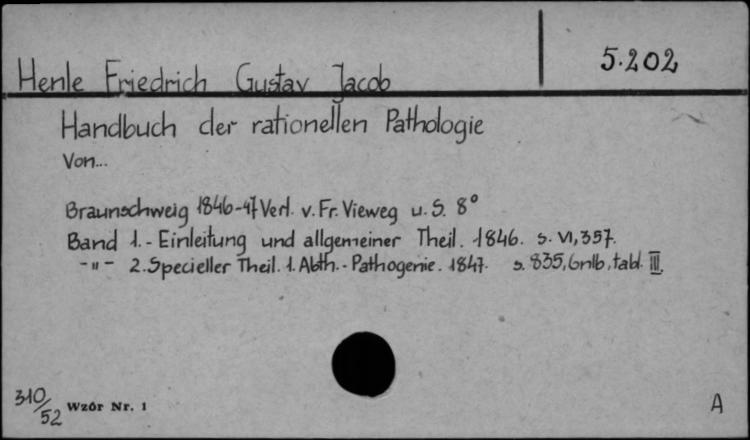 5.202
Henle Friedrich Gustav Jacob
Handbuch der rationellen Pathologie
Von...
Braunschweig 1846-47 Verl. v. Fr. Vieweg u. S. 8°
Band 1. - Einleitung und allgemeiner Theil. 1846. s. VI, 357.
- " - 2. Specieller Theil. 1. Abth. - Pathogenie. 1847. s. 835, 6nlb, tabl. III.
310/52 Wzór Nr. 1
A